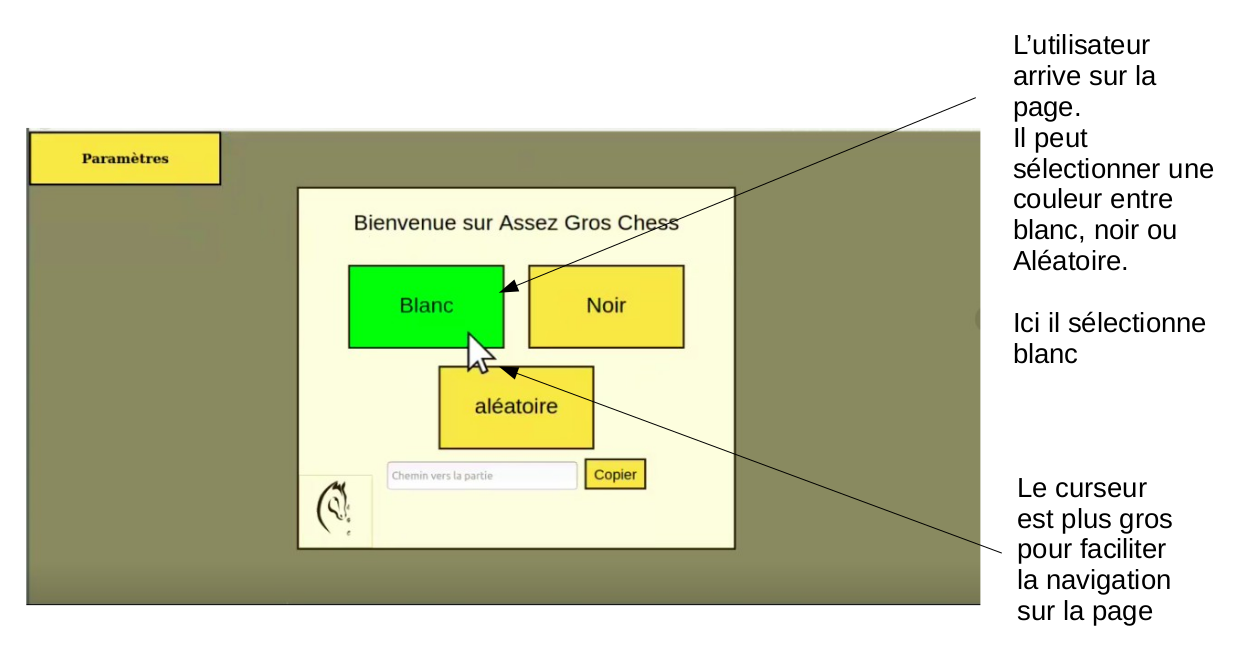 L'utilisateur
arrive sur la
page.
Il peut
sélectionner une
couleur entre
blanc, noir ou
Aléatoire.
Ici il sélectionne
blanc
Paramètres
Bienvenue sur Assez Gros Chess
Blanc
Noir
aléatoire
Chemin vers la partie
Copier
Le curseur
est plus gros
pour faciliter
la navigation
sur la page